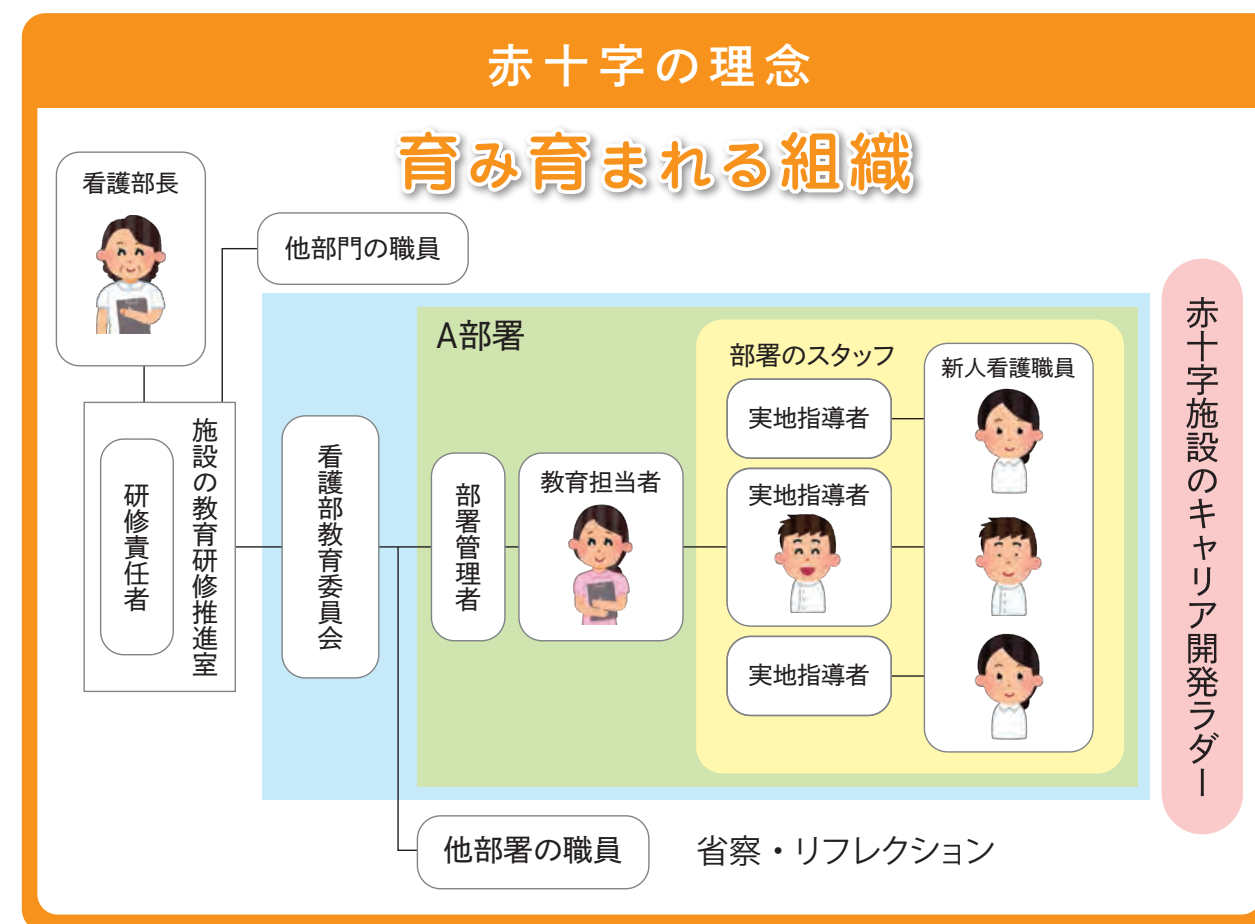 赤十字の理念
育み育まれる組織
看護部長
他部門の職員
施設の教育研修推進室
研修責任者
看護部教育委員会
A部署
部署管理者
教育担当者
部署のスタッフ
実地指導者
実地指導者
実地指導者
新人看護職員
赤十字施設のキャリア開発ラダー
他部署の職員
省察・リフレクション